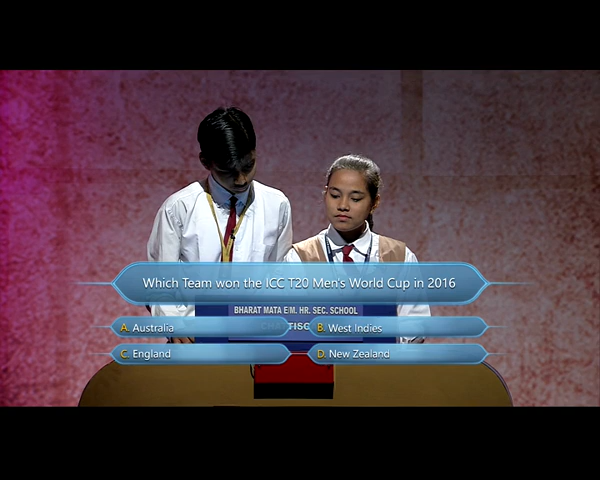 Which Team won the ICC T20 Men's World Cup in 2016
BHARAT MATA E/M. HR. SEC. SCHOOL
A. Australia
B. West Indies
C. England
D. New Zealand